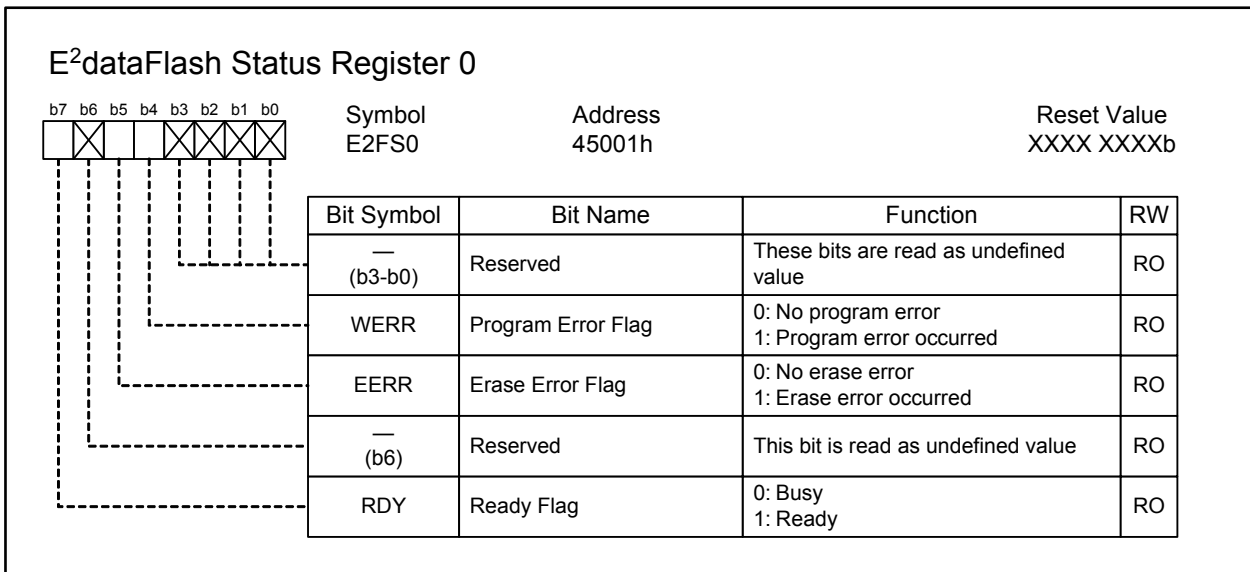 E²dataFlash Status Register 0
b7 b6 b5 b4 b3 b2 b1 b0
Symbol Address Reset Value
E2FS0 45001h XXXX XXXXb
Bit Symbol Bit Name Function RW
—
(b3-b0) Reserved These bits are read as undefined
value RO
WERR Program Error Flag 0: No program error
1: Program error occurred RO
EERR Erase Error Flag 0: No erase error
1: Erase error occurred RO
—
(b6) Reserved This bit is read as undefined value RO
RDY Ready Flag 0: Busy
1: Ready RO